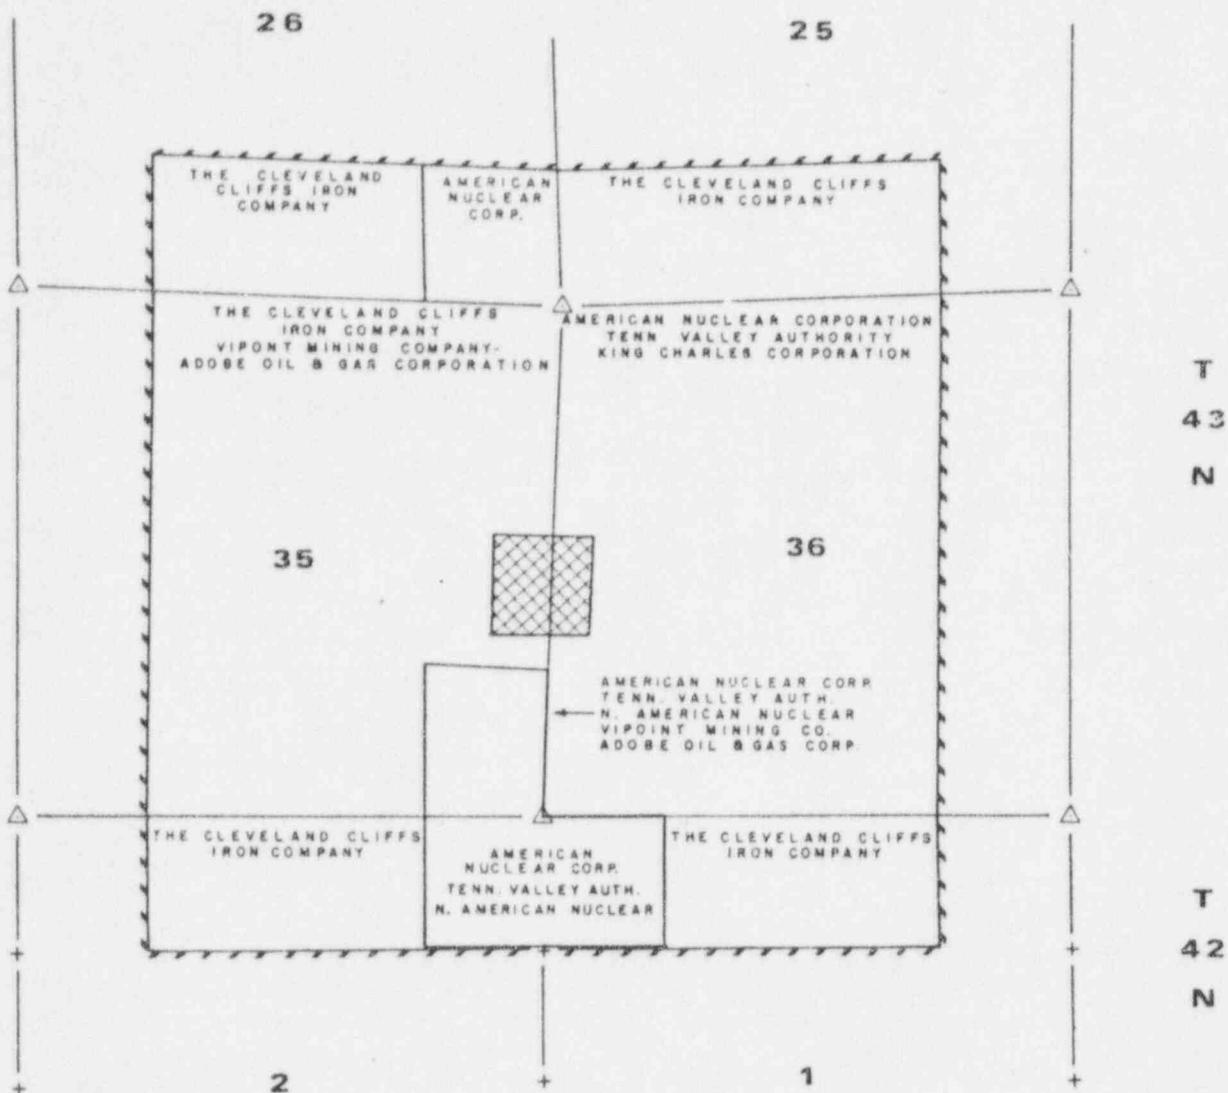 26
25
THE CLEVELAND
CLIFFS IRON
COMPANY
AMERICAN
NUCLEAR
CORP.
THE CLEVELAND CLIFFS
IRON COMPANY
THE CLEVELAND CLIFFS
IRON COMPANY
VIPONT MINING COMPANY-
ADOBE OIL & GAS CORPORATION
AMERICAN NUCLEAR CORPORATION
TENN VALLEY AUTHORITY
KING CHARLES CORPORATION
T
43
N
35
36
AMERICAN NUCLEAR CORP.
TENN. VALLEY AUTH.
N. AMERICAN NUCLEAR
VIPOINT MINING CO.
ADOBE OIL & GAS CORP.
THE CLEVELAND CLIFFS
IRON COMPANY
AMERICAN
NUCLEAR CORP.
TENN. VALLEY AUTH.
N. AMERICAN NUCLEAR
THE CLEVELAND CLIFFS
IRON COMPANY
T
42
N
2
1